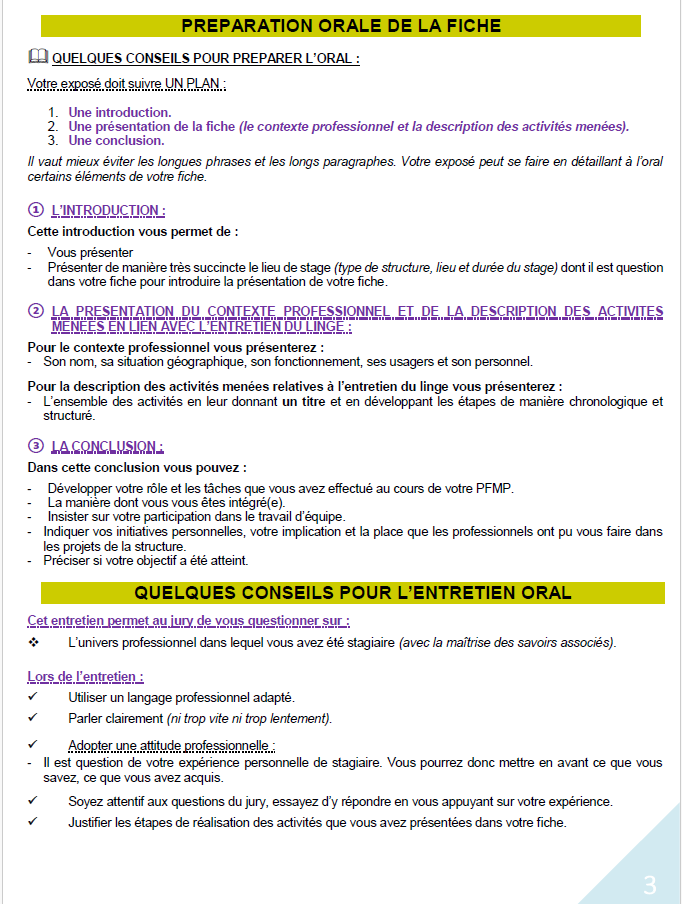 PREPARATION ORALE DE LA FICHE
QUELQUES CONSEILS POUR PREPARER L'ORAL :
Votre exposé doit suivre UN PLAN :
1. Une introduction.
2. Une présentation de la fiche (le contexte professionnel et la description des activités menées).
3. Une conclusion.
Il vaut mieux éviter les longues phrases et les longs paragraphes. Votre exposé peut se faire en détaillant à l'oral
certains éléments de votre fiche.
① L'INTRODUCTION :
Cette introduction vous permet de :
- Vous présenter
- Présenter de manière très succincte le lieu de stage (type de structure, lieu et durée du stage) dont il est question
dans votre fiche pour introduire la présentation de votre fiche.
② LA PRESENTATION DU CONTEXTE PROFESSIONNEL ET DE LA DESCRIPTION DES ACTIVITES
MENEES EN LIEN AVEC L'ENTRETIEN DU LINGE :
Pour le contexte professionnel vous présenterez :
- Son nom, sa situation géographique, son fonctionnement, ses usagers et son personnel.
Pour la description des activités menées relatives à l'entretien du linge vous présenterez :
- L'ensemble des activités en leur donnant un titre et en développant les étapes de manière chronologique et
structuré.
③ LA CONCLUSION :
Dans cette conclusion vous pouvez :
- Développer votre rôle et les tâches que vous avez effectué au cours de votre PFMP.
- La manière dont vous vous êtes intégré(e).
- Insister sur votre participation dans le travail d'équipe.
- Indiquer vos initiatives personnelles, votre implication et la place que les professionnels ont pu vous faire dans
les projets de la structure.
- Préciser si votre objectif a été atteint.
QUELQUES CONSEILS POUR L'ENTRETIEN ORAL
Cet entretien permet au jury de vous questionner sur :
❖ L'univers professionnel dans lequel vous avez été stagiaire (avec la maîtrise des savoirs associés).
Lors de l'entretien :
✓ Utiliser un langage professionnel adapté.
✓ Parler clairement (ni trop vite ni trop lentement).
✓ Adopter une attitude professionnelle :
- Il est question de votre expérience personnelle de stagiaire. Vous pourrez donc mettre en avant ce que vous
savez, ce que vous avez acquis.
✓ Soyez attentif aux questions du jury, essayez d'y répondre en vous appuyant sur votre expérience.
✓ Justifier les étapes de réalisation des activités que vous avez présentées dans votre fiche.
3